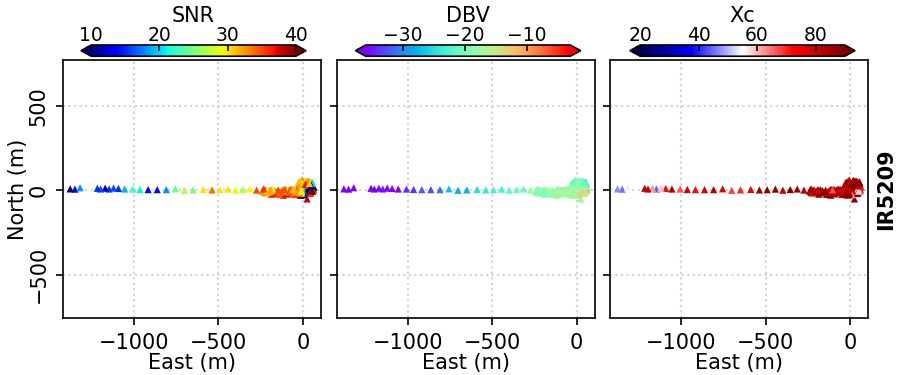 SNR DBV Xc
10 20 30 40 −30 −20 −10 20 40 60 80
500
0
−500
North (m)
IR5209
−1000 −500 0 −1000 −500 0 −1000 −500 0
East (m) East (m) East (m)